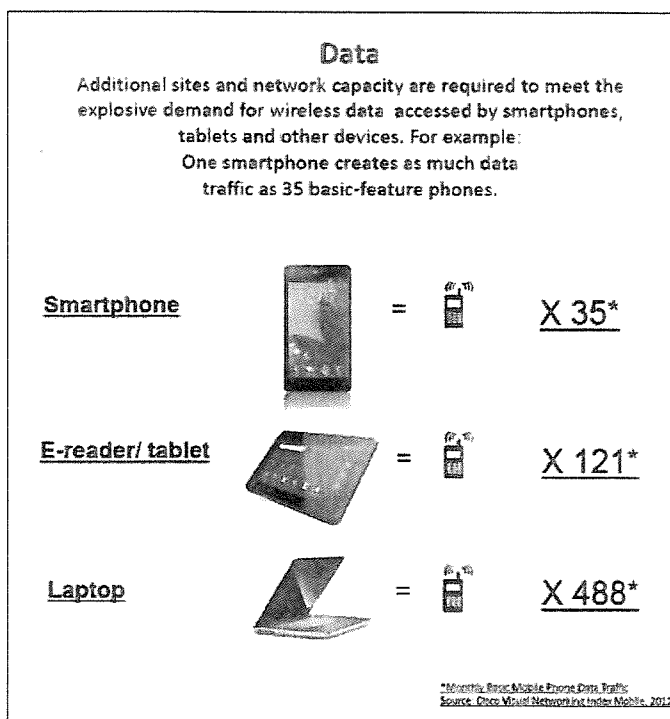 Data
Additional sites and network capacity are required to meet the
explosive demand for wireless data accessed by smartphones,
tablets and other devices. For example:
One smartphone creates as much data
traffic as 35 basic-feature phones.
Smartphone = X 35*
E-reader/ tablet = X 121*
Laptop = X 488*
*Monthly Basic Mobile Phone Data Traffic
Source: Cisco Visual Networking Index Mobile, 2012